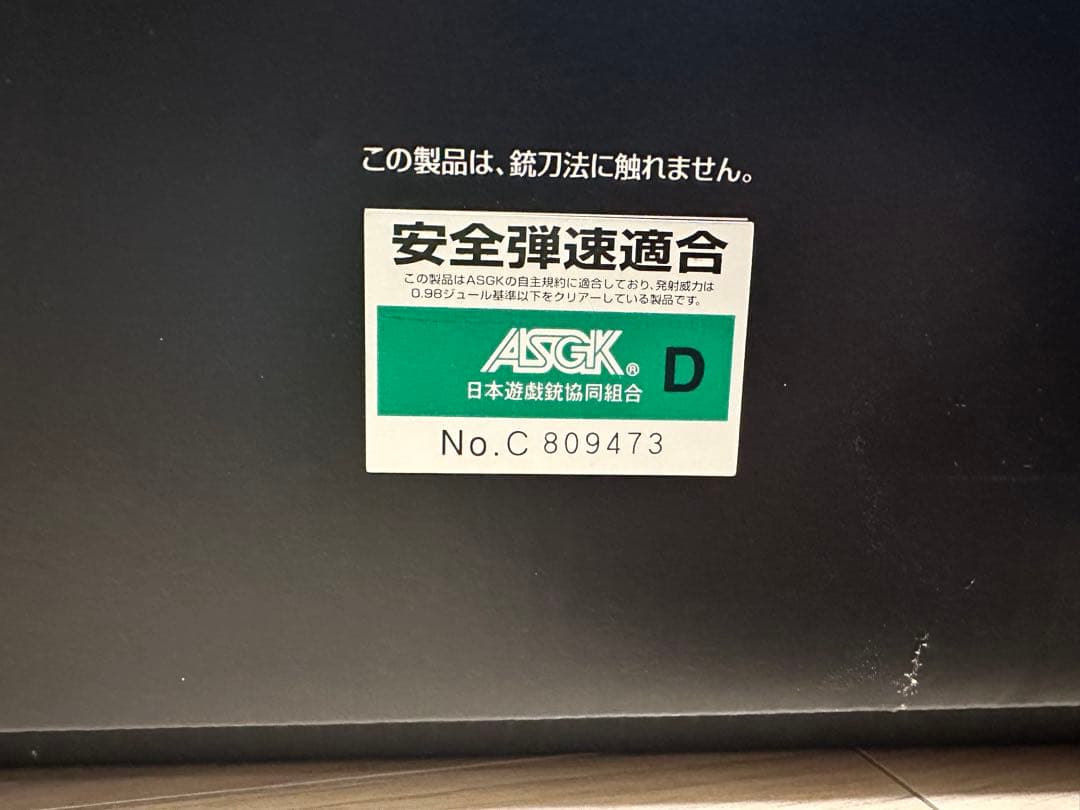 この製品は、銃刀法に触れません。
安全弾速適合
この製品はASGKの自主規約に適合しており、発射威力は
0.98ジュール基準以下をクリアーしている製品です。
ASGK® D
日本遊戯銃協同組合
No.C 809473